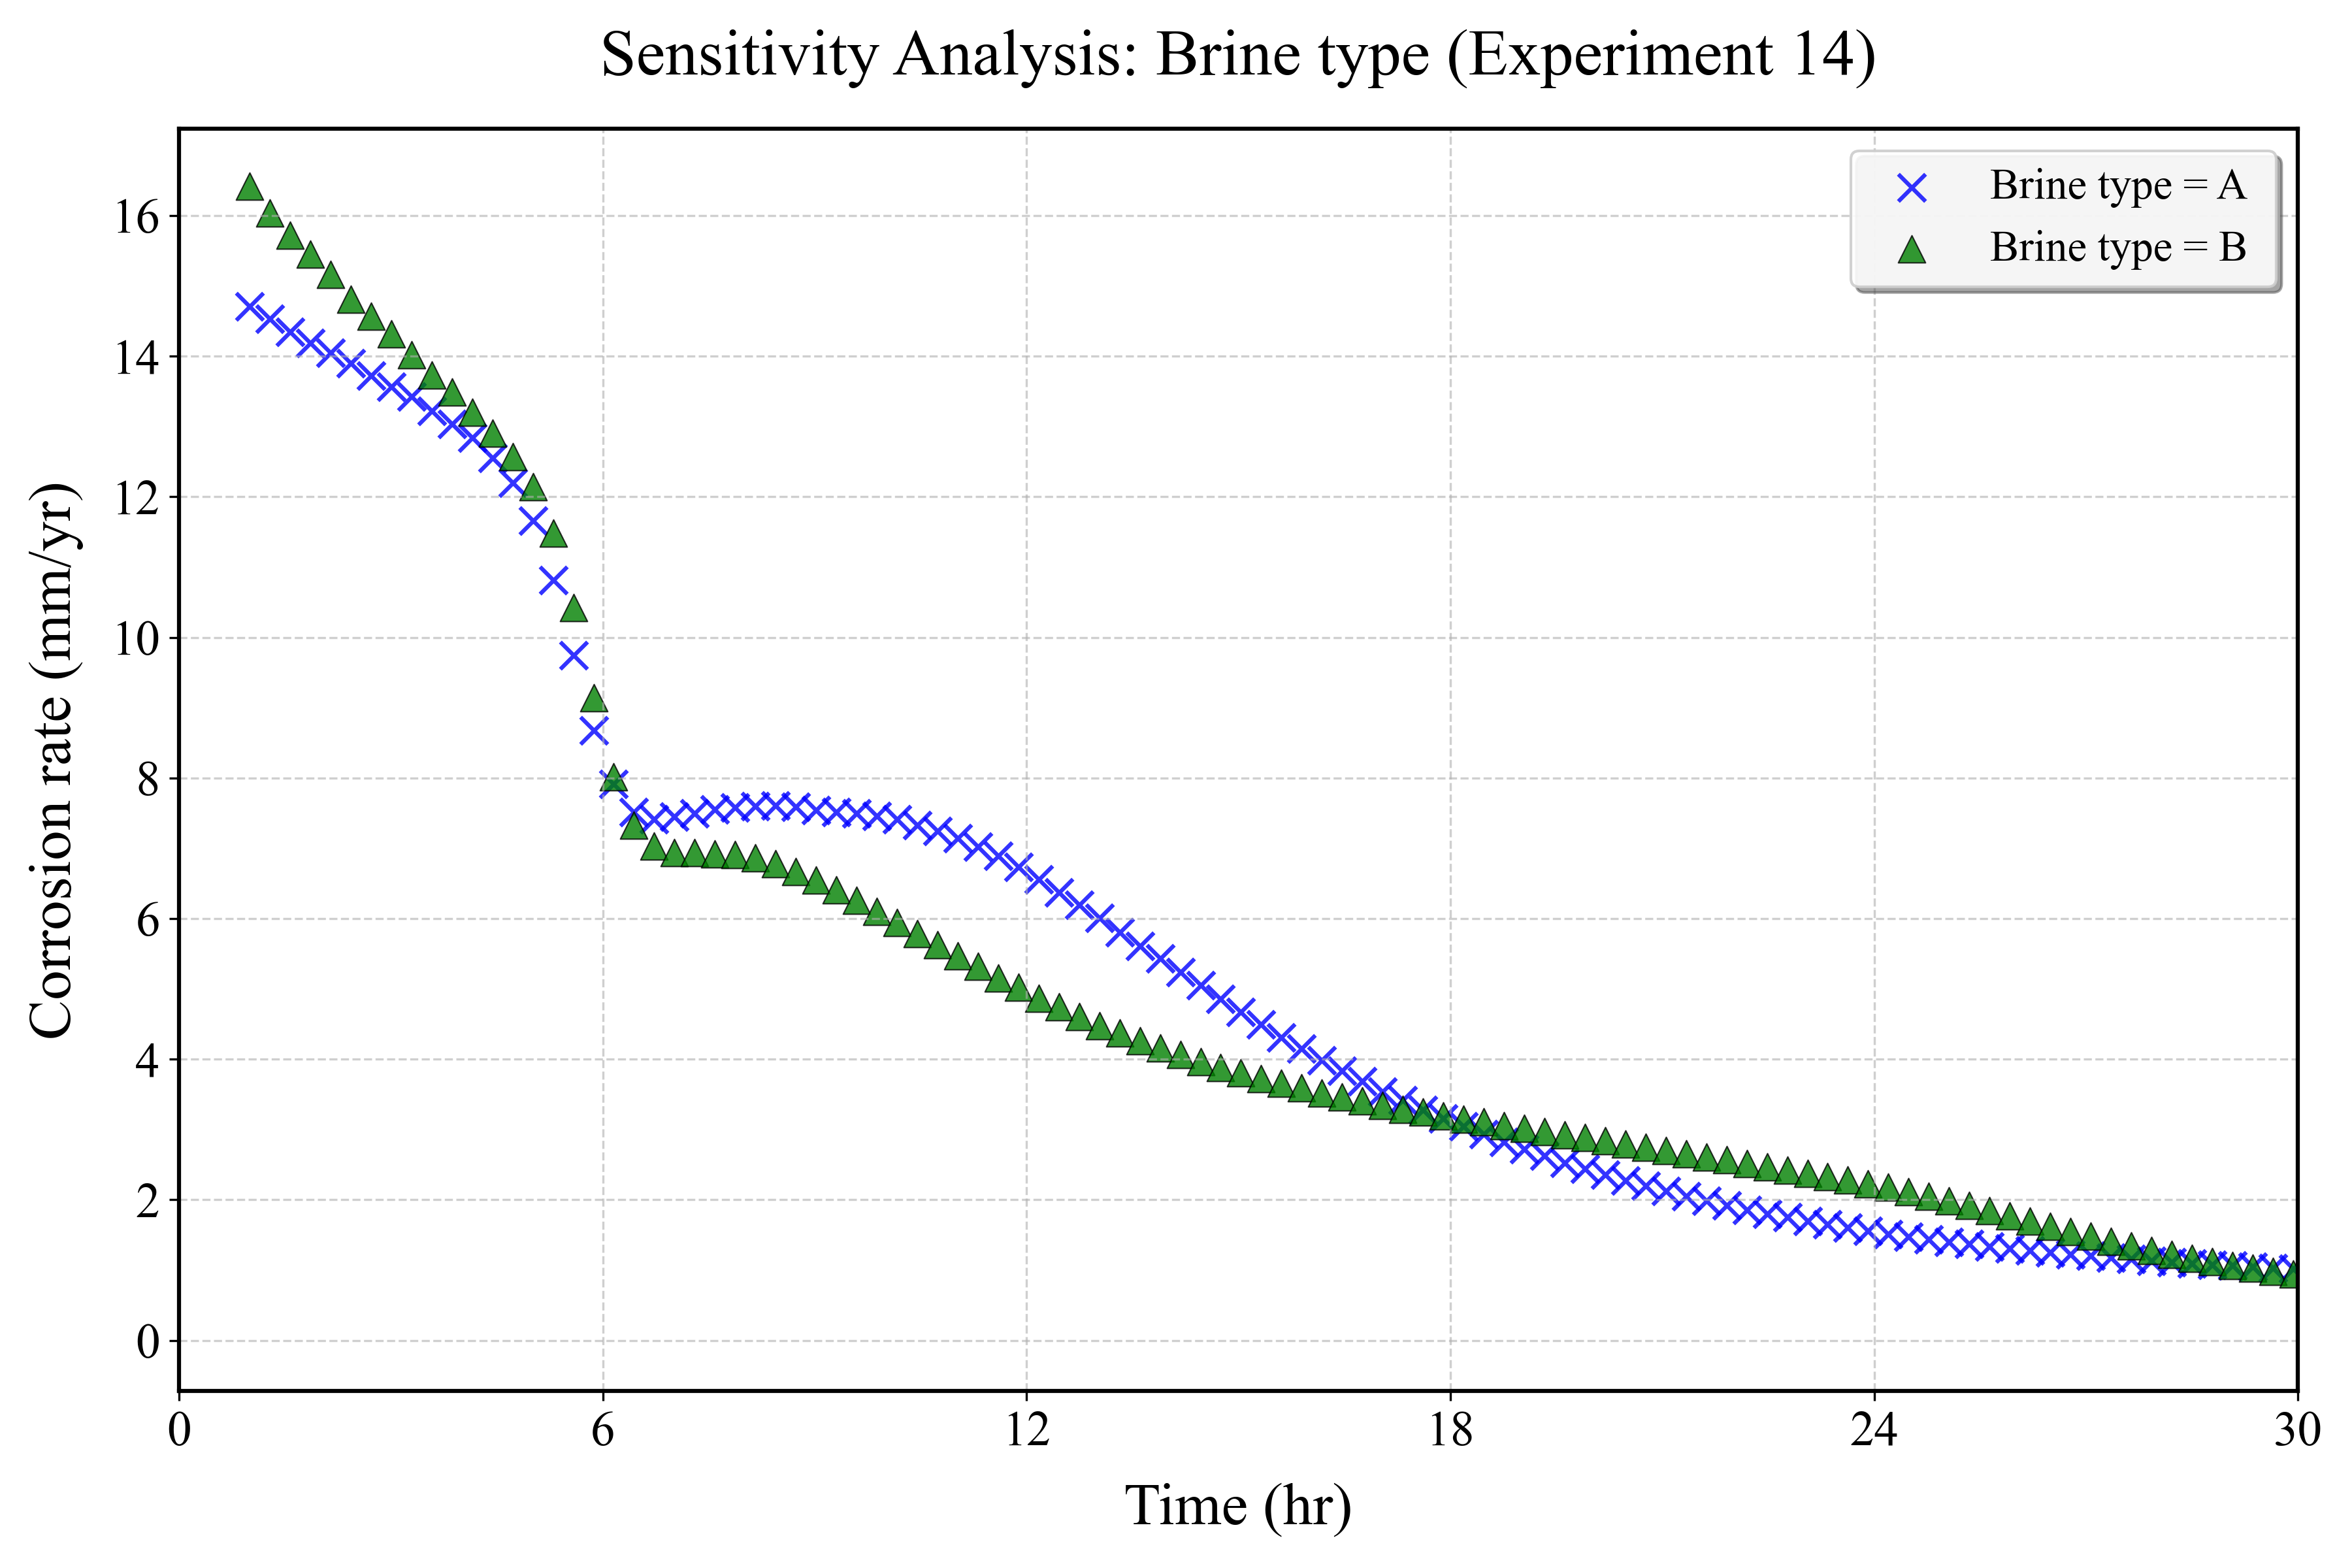 Sensitivity Analysis: Brine type (Experiment 14)
Brine type = A
Brine type = B
Corrosion rate (mm/yr)
16
14
12
10
8
6
4
2
0
0 6 12 18 24 30
Time (hr)